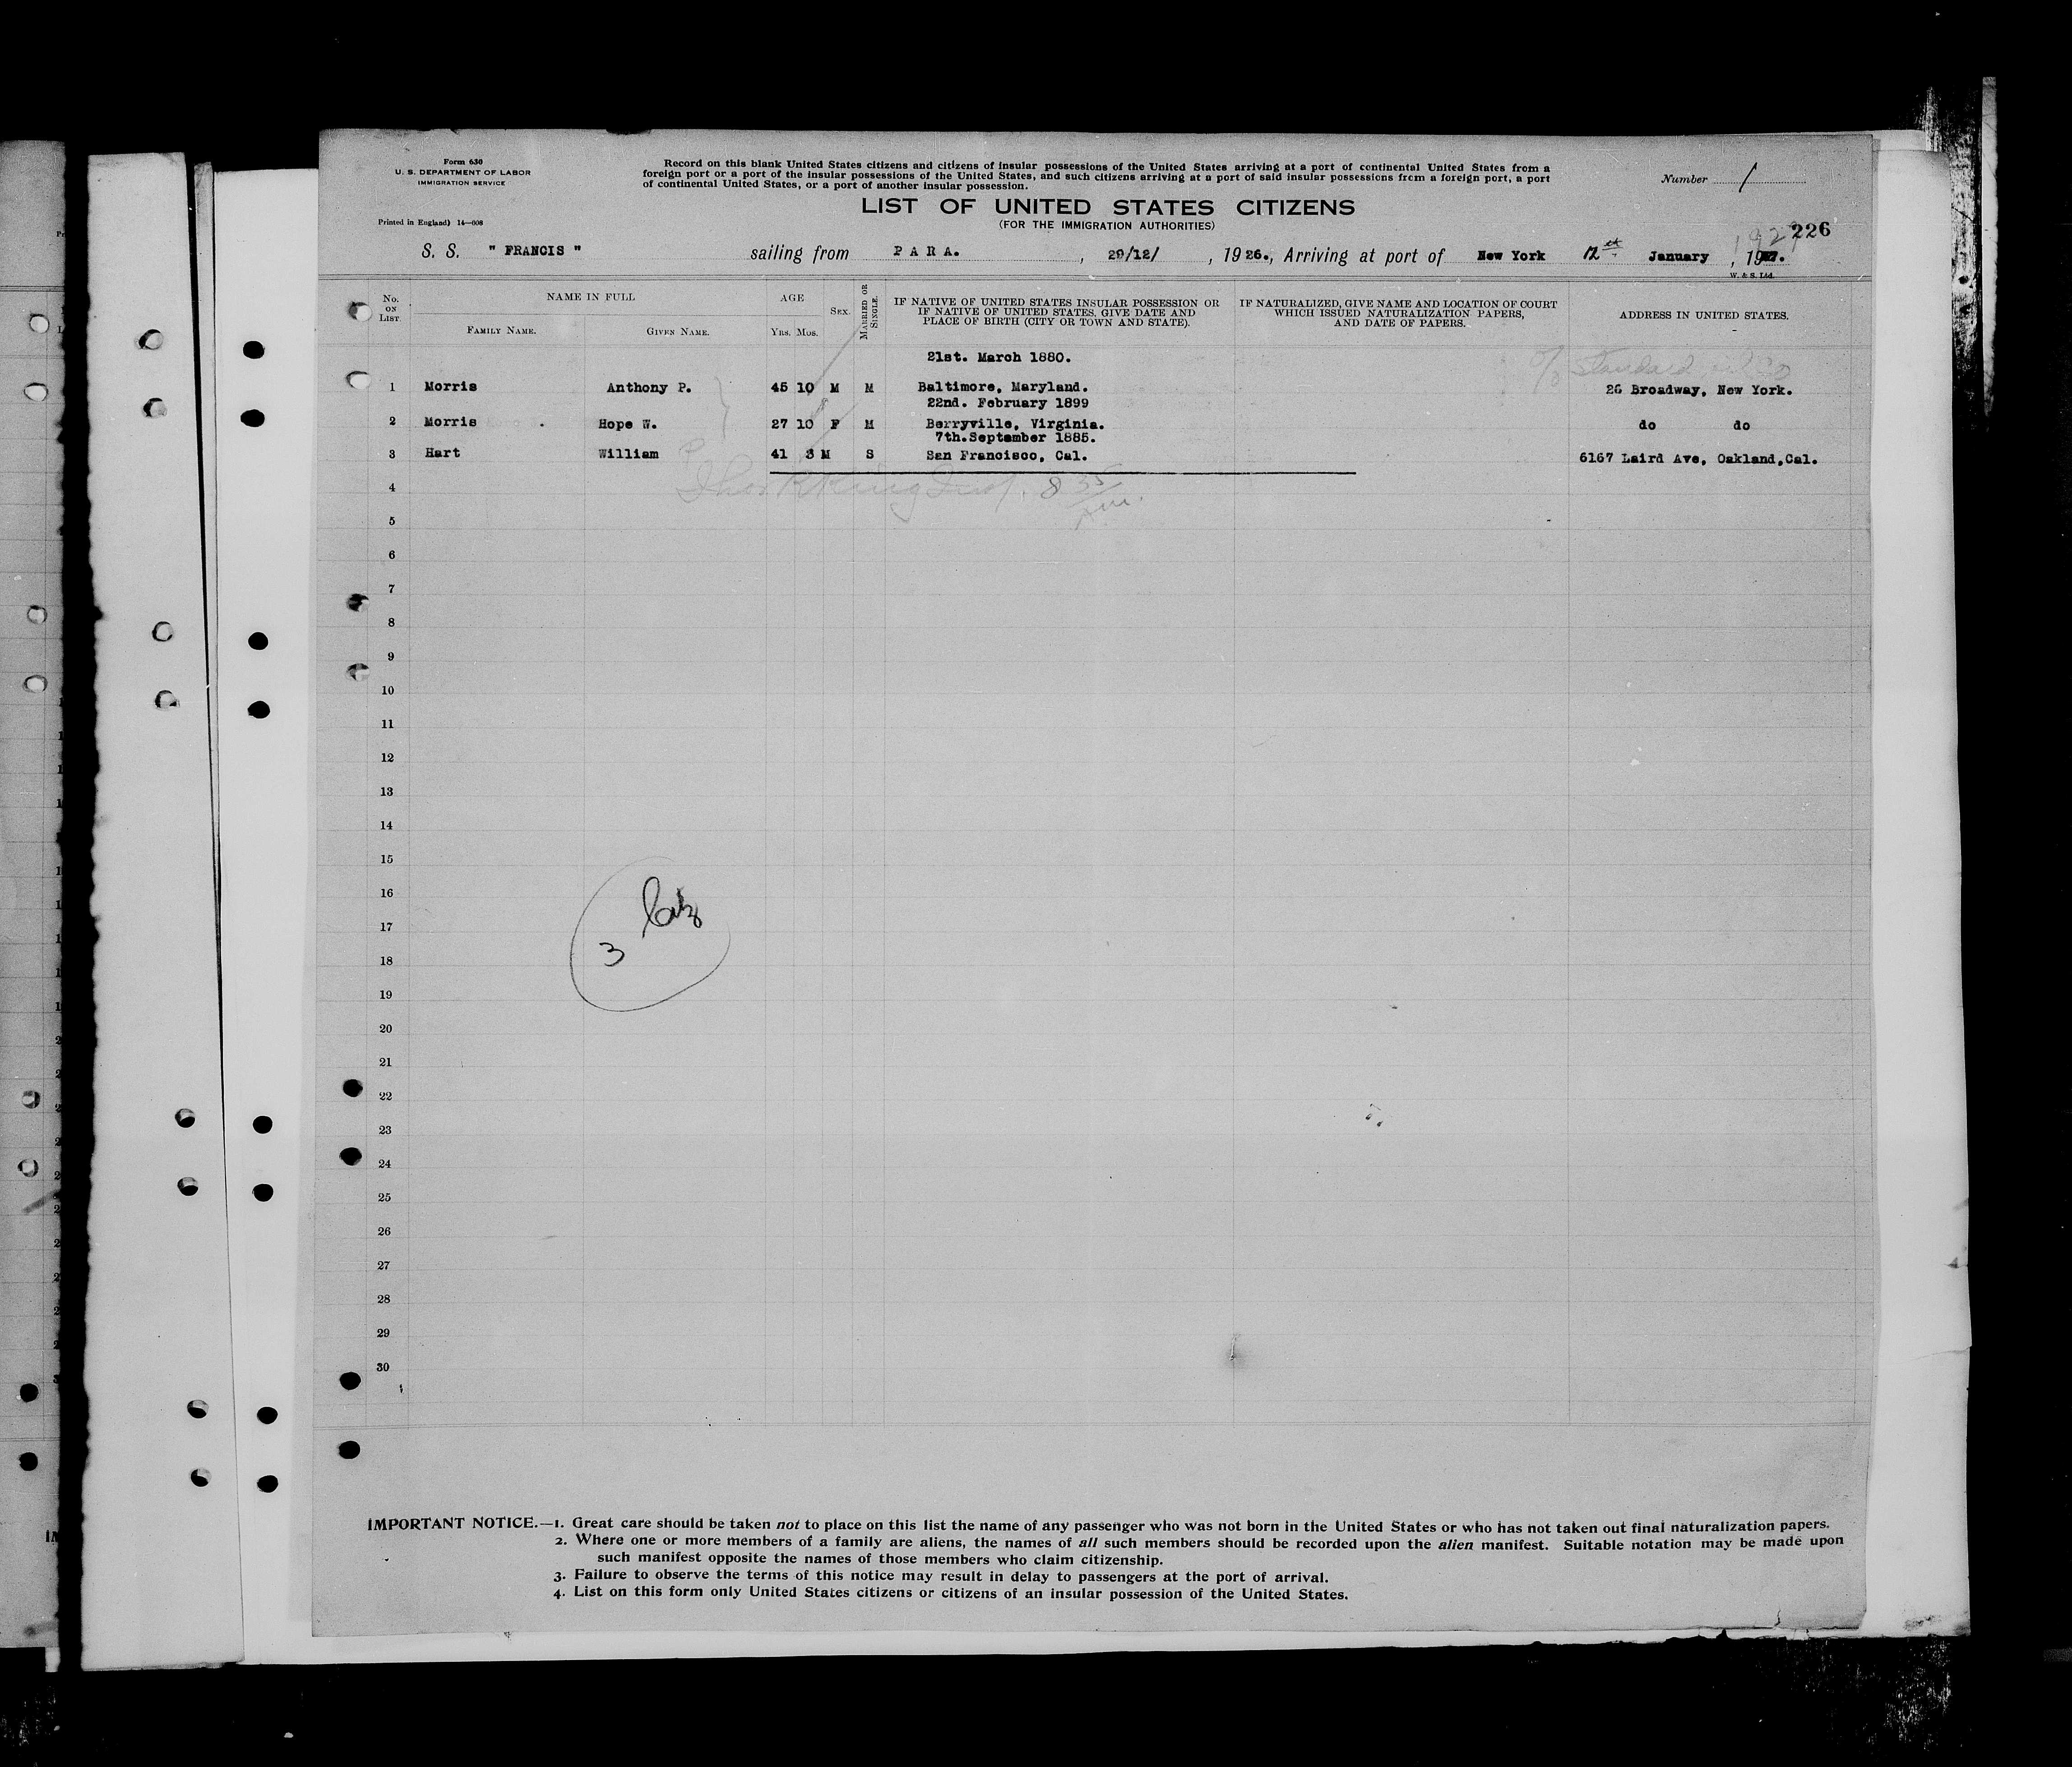 Form 630
U. S. DEPARTMENT OF LABOR
IMMIGRATION SERVICE
Printed in England) 14—608
Record on this blank United States citizens and citizens of insular possessions of the United States arriving at a port of continental United States from a
foreign port or a port of the insular possessions of the United States, and such citizens arriving at a port of said insular possessions from a foreign port, a port
of continental United States, or a port of another insular possession.
Number 1
LIST OF UNITED STATES CITIZENS
(FOR THE IMMIGRATION AUTHORITIES)
1927
226
S. S. " FRANCIS " sailing from P A R A. , 29/12/ , 1926., Arriving at port of New York 12 January , 19
W. & S. Ltd.
No. ON LIST.
NAME IN FULL
FAMILY NAME. GIVEN NAME.
AGE
Yrs. Mos.
SEX.
MARRIED OR SINGLE.
IF NATIVE OF UNITED STATES INSULAR POSSESSION OR
IF NATIVE OF UNITED STATES, GIVE DATE AND
PLACE OF BIRTH (CITY OR TOWN AND STATE).
IF NATURALIZED, GIVE NAME AND LOCATION OF COURT
WHICH ISSUED NATURALIZATION PAPERS,
AND DATE OF PAPERS.
ADDRESS IN UNITED STATES.
21st. March 1880.
c/o Standard Oil Co
1 Morris Anthony P. 45 10 M M Baltimore, Maryland. 26 Broadway, New York.
22nd. February 1899
2 Morris Hope W. 27 10 F M Berryville, Virginia. do do
7th.September 1885.
3 Hart William 41 3 M S San Francisco, Cal. 6167 Laird Ave, Oakland,Cal.
4
5
6
7
8
9
10
11
12
13
14
15
16
17
18
19
20
21
22
23
24
25
26
27
28
29
30
3
IMPORTANT NOTICE.—1. Great care should be taken not to place on this list the name of any passenger who was not born in the United States or who has not taken out final naturalization papers.
2. Where one or more members of a family are aliens, the names of all such members should be recorded upon the alien manifest. Suitable notation may be made upon
such manifest opposite the names of those members who claim citizenship.
3. Failure to observe the terms of this notice may result in delay to passengers at the port of arrival.
4. List on this form only United States citizens or citizens of an insular possession of the United States.